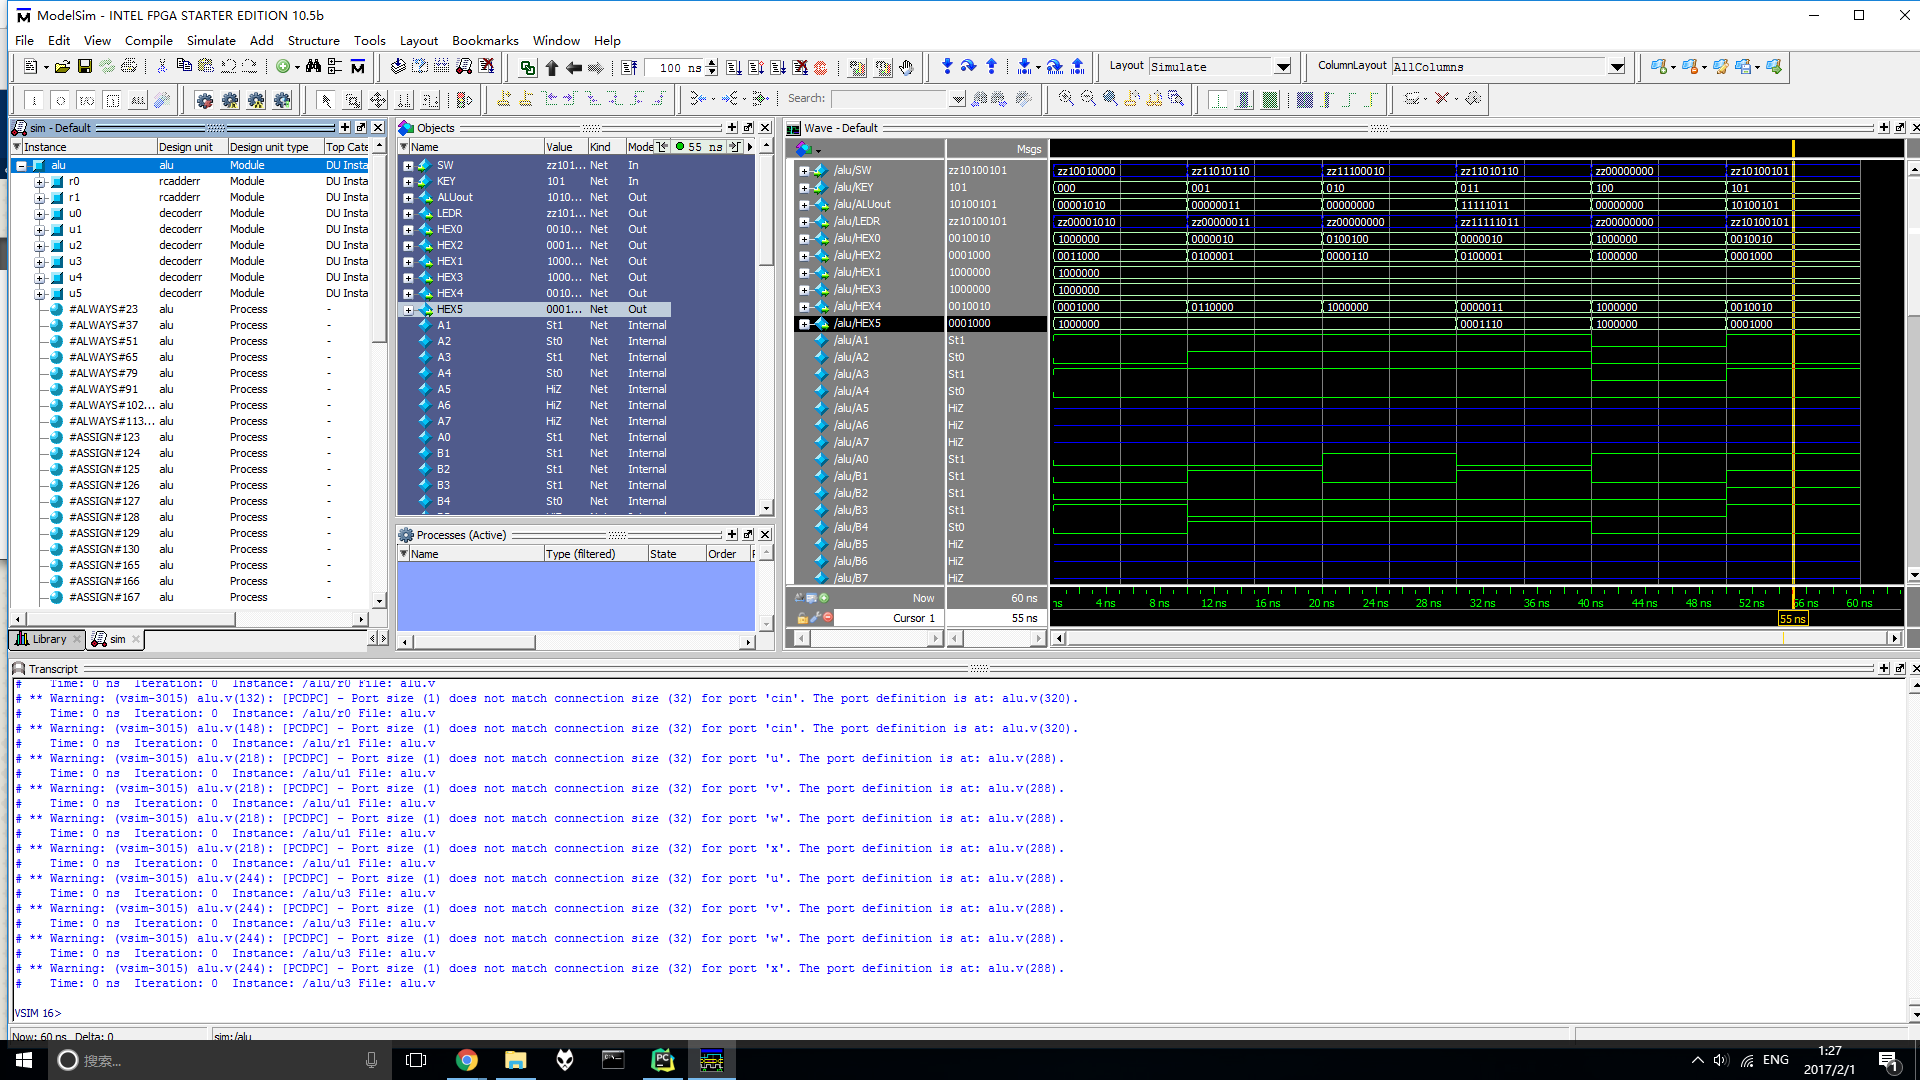 ModelSim - INTEL FPGA STARTER EDITION 10.5b
File Edit View Compile Simulate Add Structure Tools Layout Bookmarks Window Help
100 ns
Layout Simulate
ColumnLayout AllColumns
Search:
sim - Default
Instance Design unit Design unit type Top Cate
alu alu Module DU Insta
r0 rcadderr Module DU Insta
r1 rcadderr Module DU Insta
u0 decoderr Module DU Insta
u1 decoderr Module DU Insta
u2 decoderr Module DU Insta
u3 decoderr Module DU Insta
u4 decoderr Module DU Insta
u5 decoderr Module DU Insta
#ALWAYS#23 alu Process -
#ALWAYS#37 alu Process -
#ALWAYS#51 alu Process -
#ALWAYS#65 alu Process -
#ALWAYS#79 alu Process -
#ALWAYS#91 alu Process -
#ALWAYS#102... alu Process -
#ALWAYS#113... alu Process -
#ASSIGN#123 alu Process -
#ASSIGN#124 alu Process -
#ASSIGN#125 alu Process -
#ASSIGN#126 alu Process -
#ASSIGN#127 alu Process -
#ASSIGN#128 alu Process -
#ASSIGN#129 alu Process -
#ASSIGN#130 alu Process -
#ASSIGN#165 alu Process -
#ASSIGN#166 alu Process -
#ASSIGN#167 alu Process -
Library sim
Objects
Name Value Kind Mode 55 ns
SW zz101... Net In
KEY 101 Net In
ALUout 1010... Net Out
LEDR zz101... Net Out
HEX0 0010... Net Out
HEX2 0001... Net Out
HEX1 1000... Net Out
HEX3 1000... Net Out
HEX4 0010... Net Out
HEX5 0001... Net Out
A1 St1 Net Internal
A2 St0 Net Internal
A3 St1 Net Internal
A4 St0 Net Internal
A5 HiZ Net Internal
A6 HiZ Net Internal
A7 HiZ Net Internal
A0 St1 Net Internal
B1 St1 Net Internal
B2 St1 Net Internal
B3 St1 Net Internal
B4 St0 Net Internal
Processes (Active)
Name Type (filtered) State Order
Wave - Default
Msgs
/alu/SW zz10100101 zz10010000 zz11010110 zz11100010 zz11010110 zz00000000 zz10100101
/alu/KEY 101 000 001 010 011 100 101
/alu/ALUout 10100101 00001010 00000011 00000000 11111011 00000000 10100101
/alu/LEDR zz10100101 zz00001010 zz00000011 zz00000000 zz11111011 zz00000000 zz10100101
/alu/HEX0 0010010 1000000 0000010 0100100 0000010 1000000 0010010
/alu/HEX2 0001000 0011000 0100001 0000110 0100001 1000000 0001000
/alu/HEX1 1000000 1000000
/alu/HEX3 1000000 1000000
/alu/HEX4 0010010 0001000 0110000 1000000 0000011 1000000 0010010
/alu/HEX5 0001000 1000000 0001110 1000000 0001000
/alu/A1 St1
/alu/A2 St0
/alu/A3 St1
/alu/A4 St0
/alu/A5 HiZ
/alu/A6 HiZ
/alu/A7 HiZ
/alu/A0 St1
/alu/B1 St1
/alu/B2 St1
/alu/B3 St1
/alu/B4 St0
/alu/B5 HiZ
/alu/B6 HiZ
/alu/B7 HiZ
Now 60 ns ns 4 ns 8 ns 12 ns 16 ns 20 ns 24 ns 28 ns 32 ns 36 ns 40 ns 44 ns 48 ns 52 ns 56 ns 60 ns
Cursor 1 55 ns 55 ns
Transcript
# Time: 0 ns Iteration: 0 Instance: /alu/r0 File: alu.v
# ** Warning: (vsim-3015) alu.v(132): [PCDPC] - Port size (1) does not match connection size (32) for port 'cin'. The port definition is at: alu.v(320).
# Time: 0 ns Iteration: 0 Instance: /alu/r0 File: alu.v
# ** Warning: (vsim-3015) alu.v(148): [PCDPC] - Port size (1) does not match connection size (32) for port 'cin'. The port definition is at: alu.v(320).
# Time: 0 ns Iteration: 0 Instance: /alu/r1 File: alu.v
# ** Warning: (vsim-3015) alu.v(218): [PCDPC] - Port size (1) does not match connection size (32) for port 'u'. The port definition is at: alu.v(288).
# Time: 0 ns Iteration: 0 Instance: /alu/u1 File: alu.v
# ** Warning: (vsim-3015) alu.v(218): [PCDPC] - Port size (1) does not match connection size (32) for port 'v'. The port definition is at: alu.v(288).
# Time: 0 ns Iteration: 0 Instance: /alu/u1 File: alu.v
# ** Warning: (vsim-3015) alu.v(218): [PCDPC] - Port size (1) does not match connection size (32) for port 'w'. The port definition is at: alu.v(288).
# Time: 0 ns Iteration: 0 Instance: /alu/u1 File: alu.v
# ** Warning: (vsim-3015) alu.v(218): [PCDPC] - Port size (1) does not match connection size (32) for port 'x'. The port definition is at: alu.v(288).
# Time: 0 ns Iteration: 0 Instance: /alu/u1 File: alu.v
# ** Warning: (vsim-3015) alu.v(244): [PCDPC] - Port size (1) does not match connection size (32) for port 'u'. The port definition is at: alu.v(288).
# Time: 0 ns Iteration: 0 Instance: /alu/u3 File: alu.v
# ** Warning: (vsim-3015) alu.v(244): [PCDPC] - Port size (1) does not match connection size (32) for port 'v'. The port definition is at: alu.v(288).
# Time: 0 ns Iteration: 0 Instance: /alu/u3 File: alu.v
# ** Warning: (vsim-3015) alu.v(244): [PCDPC] - Port size (1) does not match connection size (32) for port 'w'. The port definition is at: alu.v(288).
# Time: 0 ns Iteration: 0 Instance: /alu/u3 File: alu.v
# ** Warning: (vsim-3015) alu.v(244): [PCDPC] - Port size (1) does not match connection size (32) for port 'x'. The port definition is at: alu.v(288).
# Time: 0 ns Iteration: 0 Instance: /alu/u3 File: alu.v
VSIM 16>
Now: 60 ns Delta: 0 sim:/alu
搜索...
ENG
1:27
2017/2/1